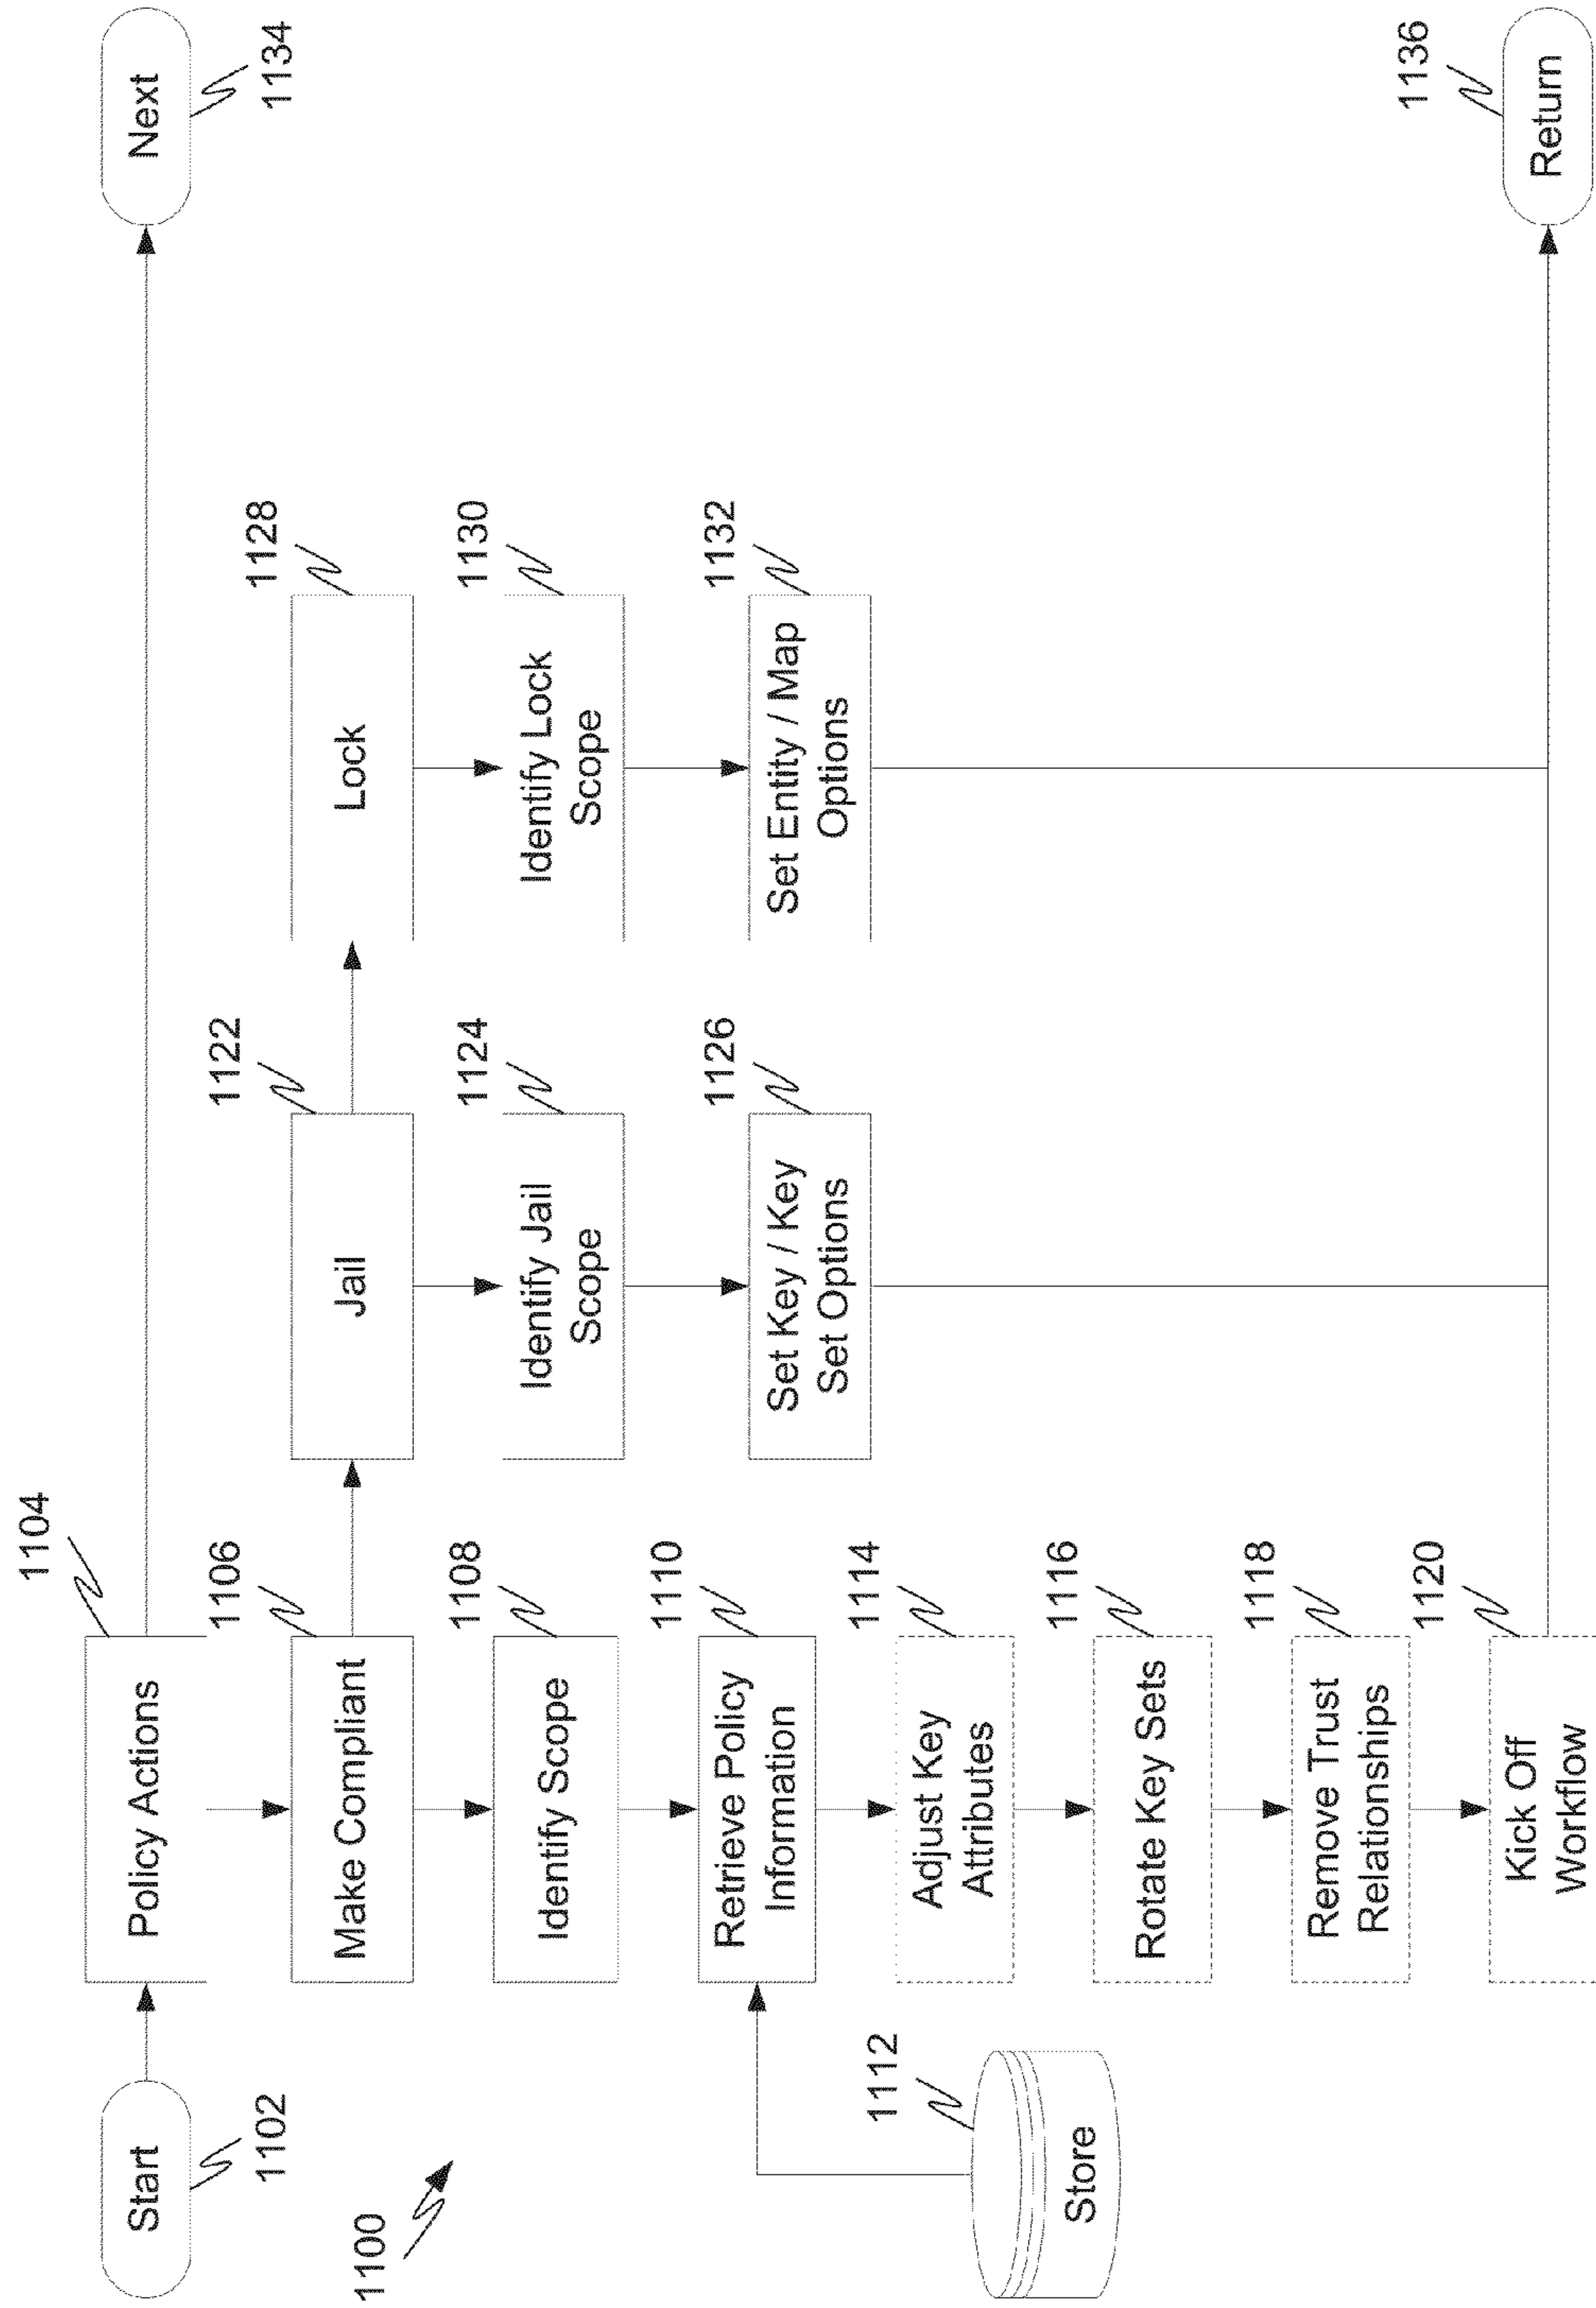 Start
1102
Policy Actions
1104
Next
1134
1100
Make Compliant
1106
Jail
1122
Lock
1128
Identify Scope
1108
Identify Jail
Scope
1124
Identify Lock
Scope
1130
Retrieve Policy
Information
1110
Set Key / Key
Set Options
1126
Set Entity / Map
Options
1132
Store
1112
Adjust Key
Attributes
1114
Rotate Key Sets
1116
Remove Trust
Relationships
1118
Kick Off
Workflow
1120
Return
1136